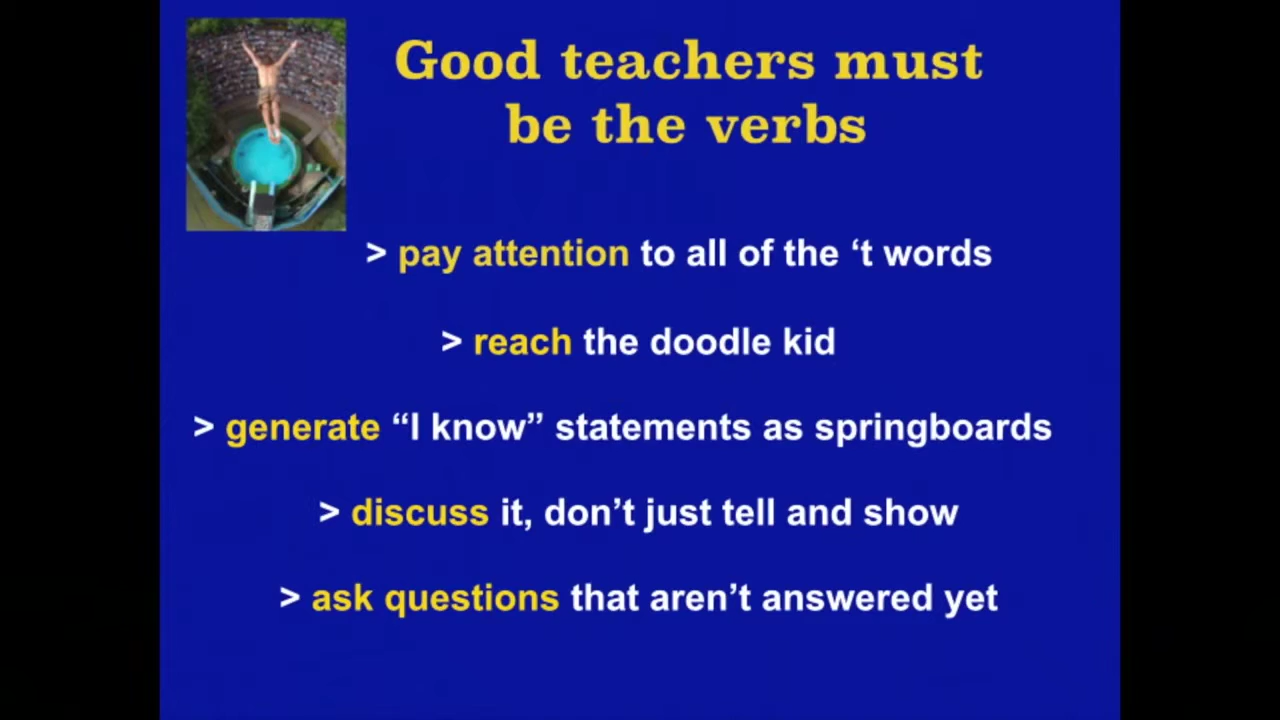 Good teachers must
be the verbs
> pay attention to all of the ‘t words
> reach the doodle kid
> generate “I know” statements as springboards
> discuss it, don’t just tell and show
> ask questions that aren’t answered yet